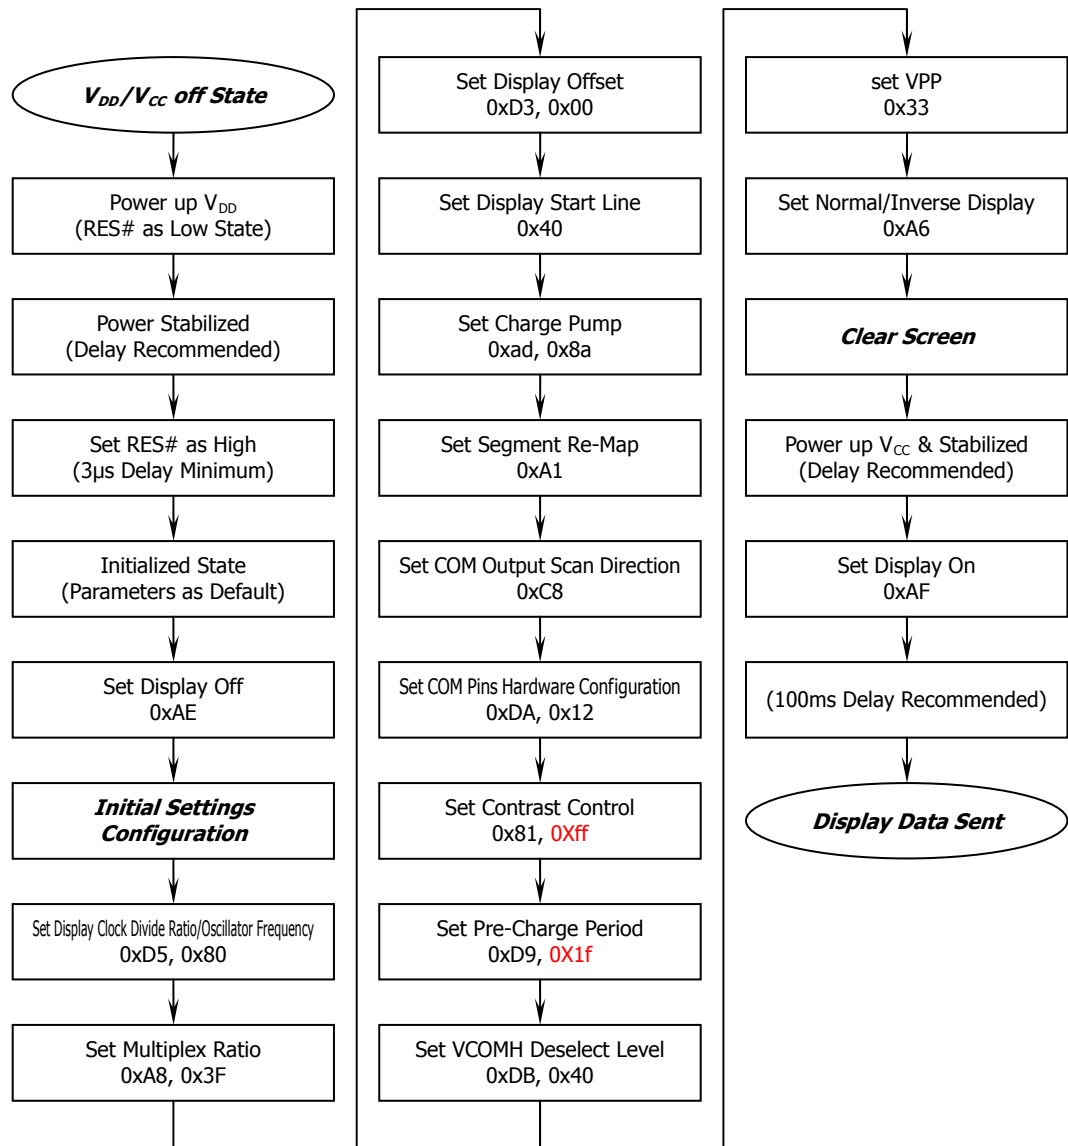 V_DD/V_CC off State
Power up V_DD
(RES# as Low State)
Power Stabilized
(Delay Recommended)
Set RES# as High
(3μs Delay Minimum)
Initialized State
(Parameters as Default)
Set Display Off
0xAE
Initial Settings
Configuration
Set Display Clock Divide Ratio/Oscillator Frequency
0xD5, 0x80
Set Multiplex Ratio
0xA8, 0x3F
Set Display Offset
0xD3, 0x00
Set Display Start Line
0x40
Set Charge Pump
0xad, 0x8a
Set Segment Re-Map
0xA1
Set COM Output Scan Direction
0xC8
Set COM Pins Hardware Configuration
0xDA, 0x12
Set Contrast Control
0x81, 0Xff
Set Pre-Charge Period
0xD9, 0X1f
Set VCOMH Deselect Level
0xDB, 0x40
set VPP
0x33
Set Normal/Inverse Display
0xA6
Clear Screen
Power up V_CC & Stabilized
(Delay Recommended)
Set Display On
0xAF
(100ms Delay Recommended)
Display Data Sent